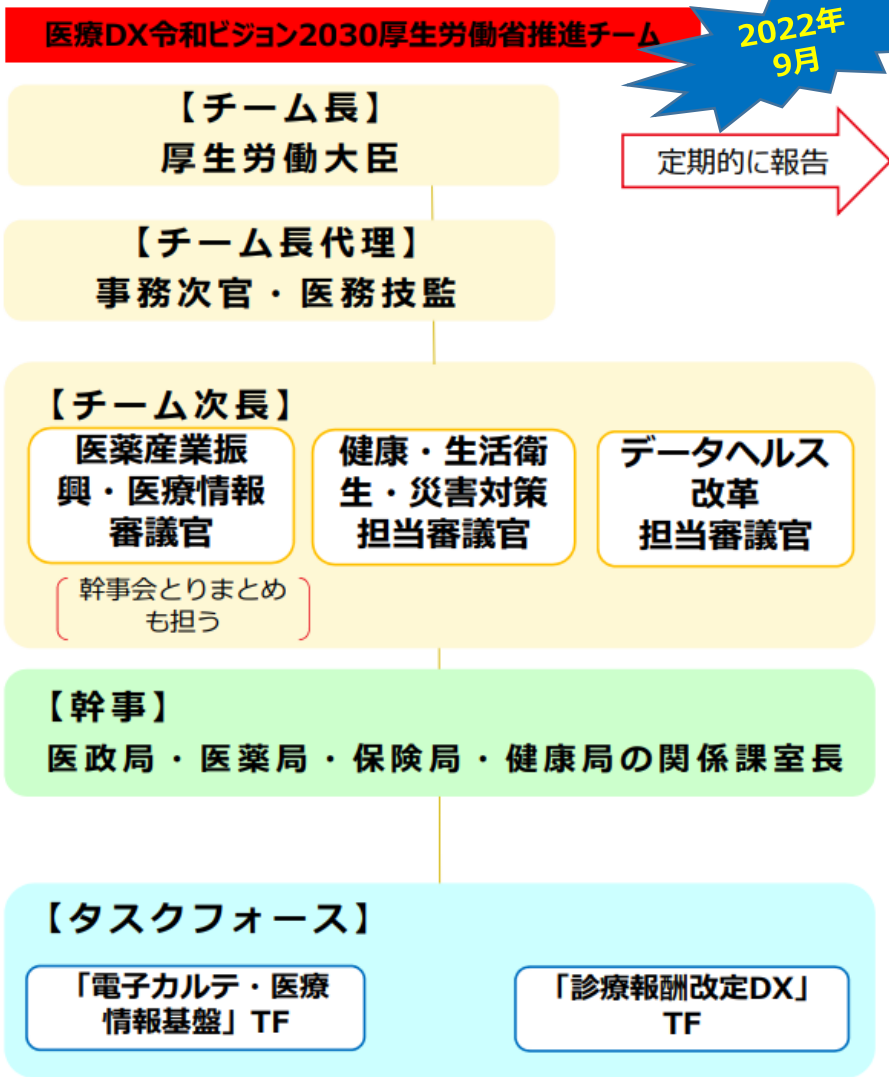 医療DX令和ビジョン2030厚生労働省推進チーム
2022年
9月
【チーム長】
厚生労働大臣
定期的に報告
【チーム長代理】
事務次官・医務技監
【チーム次長】
医薬産業振
興・医療情報
審議官
健康・生活衛
生・災害対策
担当審議官
データヘルス
改革
担当審議官
幹事会とりまとめ
も担う
【幹事】
医政局・医薬局・保険局・健康局の関係課室長
【タスクフォース】
「電子カルテ・医療
情報基盤」TF
「診療報酬改定DX」
TF